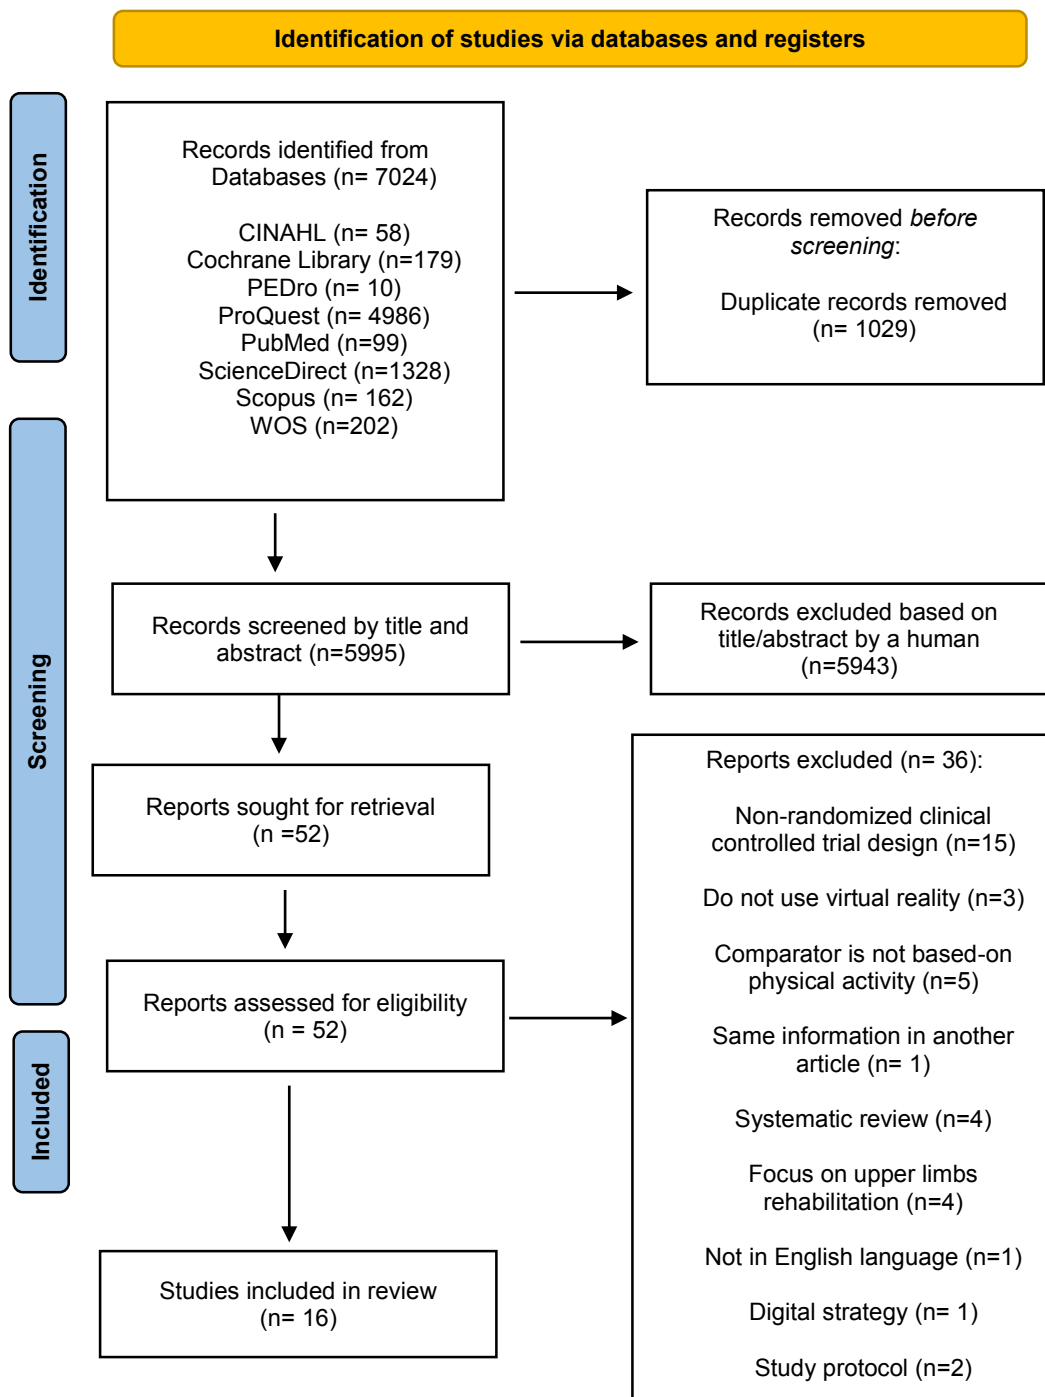 Identification of studies via databases and registers
Identification
Records identified from
Databases (n= 7024)
CINAHL (n= 58)
Cochrane Library (n=179)
PEDro (n= 10)
ProQuest (n= 4986)
PubMed (n=99)
ScienceDirect (n=1328)
Scopus (n= 162)
WOS (n=202)
Records removed before
screening:
Duplicate records removed
(n= 1029)
Screening
Records screened by title and
abstract (n=5995)
Records excluded based on
title/abstract by a human
(n=5943)
Reports sought for retrieval
(n =52)
Reports assessed for eligibility
(n = 52)
Reports excluded (n= 36):
Non-randomized clinical
controlled trial design (n=15)
Do not use virtual reality (n=3)
Comparator is not based-on
physical activity (n=5)
Same information in another
article (n= 1)
Systematic review (n=4)
Focus on upper limbs
rehabilitation (n=4)
Not in English language (n=1)
Digital strategy (n= 1)
Study protocol (n=2)
Included
Studies included in review
(n= 16)